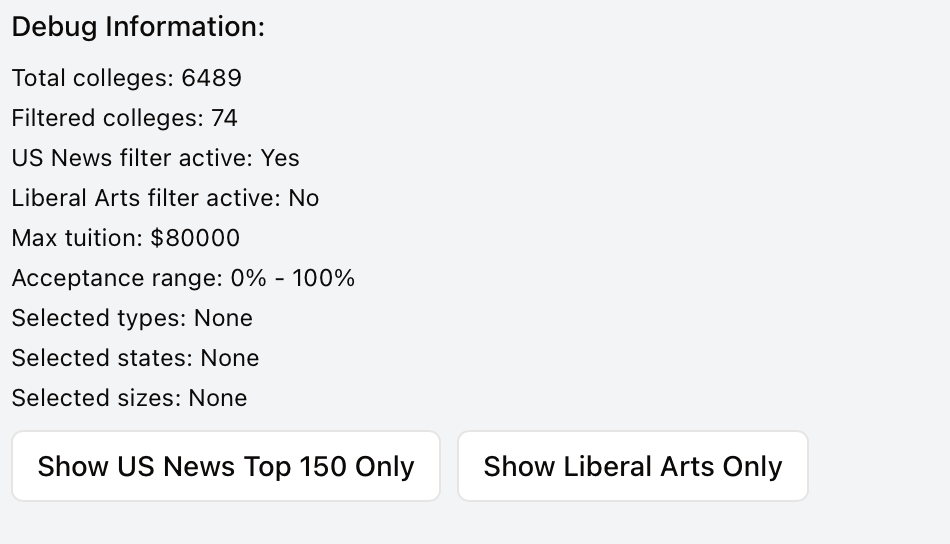 Debug Information:
Total colleges: 6489
Filtered colleges: 74
US News filter active: Yes
Liberal Arts filter active: No
Max tuition: $80000
Acceptance range: 0% - 100%
Selected types: None
Selected states: None
Selected sizes: None
Show US News Top 150 Only
Show Liberal Arts Only